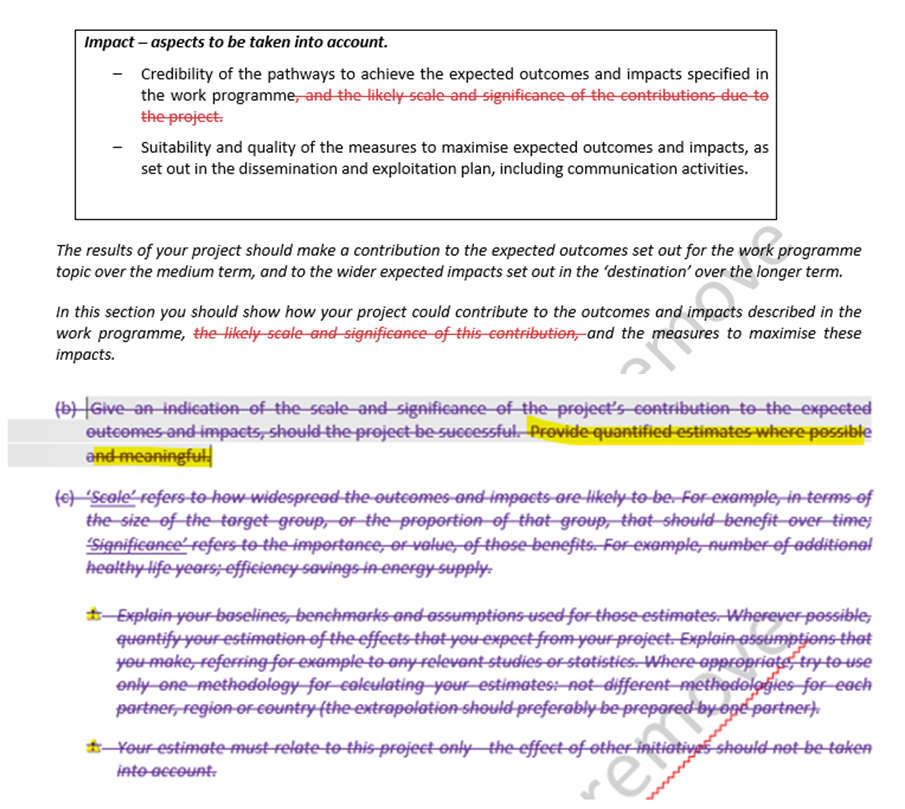 Impact – aspects to be taken into account.
– Credibility of the pathways to achieve the expected outcomes and impacts specified in
the work programme, and the likely scale and significance of the contributions due to
the project.
– Suitability and quality of the measures to maximise expected outcomes and impacts, as
set out in the dissemination and exploitation plan, including communication activities.
The results of your project should make a contribution to the expected outcomes set out for the work programme
topic over the medium term, and to the wider expected impacts set out in the ‘destination’ over the longer term.
In this section you should show how your project could contribute to the outcomes and impacts described in the
work programme, the likely scale and significance of this contribution, and the measures to maximise these
impacts.
emove
(b) Give an indication of the scale and significance of the project’s contribution to the expected
outcomes and impacts, should the project be successful. Provide quantified estimates where possible
and meaningful.
(c) ‘Scale’ refers to how widespread the outcomes and impacts are likely to be. For example, in terms of
the size of the target group, or the proportion of that group, that should benefit over time;
‘Significance’ refers to the importance, or value, of those benefits. For example, number of additional
healthy life years; efficiency savings in energy supply.
Explain your baselines, benchmarks and assumptions used for those estimates. Wherever possible,
quantify your estimation of the effects that you expect from your project. Explain assumptions that
you make, referring for example to any relevant studies or statistics. Where appropriate, try to use
only one methodology for calculating your estimates: not different methodologies for each
partner, region or country (the extrapolation should preferably be prepared by one partner).
Your estimate must relate to this project only - the effect of other initiatives should not be taken
into account.
remove